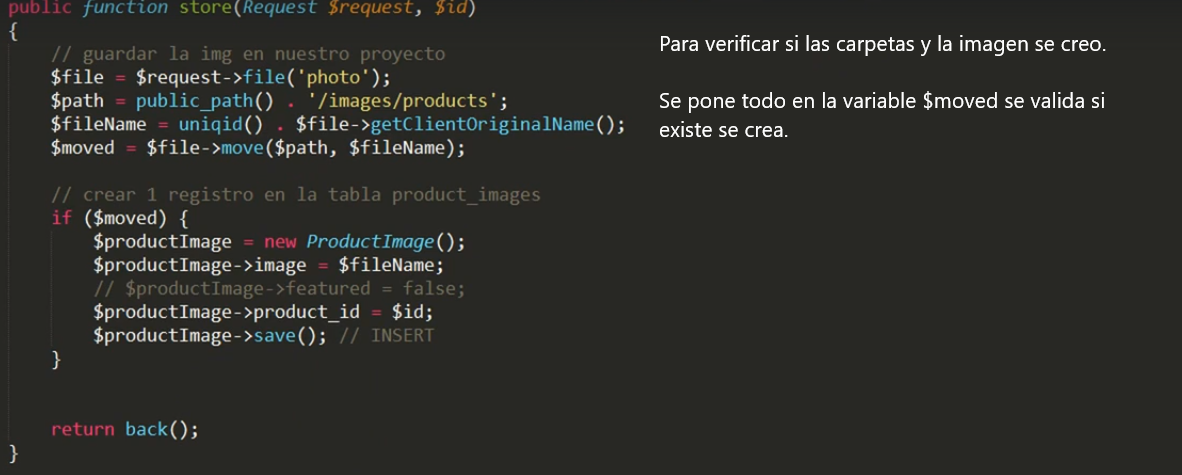 public function store(Request $request, $id)
{
// guardar la img en nuestro proyecto
$file = $request->file('photo');
$path = public_path() . '/images/products';
$fileName = uniqid() . $file->getClientOriginalName();
$moved = $file->move($path, $fileName);
// crear 1 registro en la tabla product_images
if ($moved) {
$productImage = new ProductImage();
$productImage->image = $fileName;
// $productImage->featured = false;
$productImage->product_id = $id;
$productImage->save(); // INSERT
}
return back();
}
Para verificar si las carpetas y la imagen se creo.
Se pone todo en la variable $moved se valida si
existe se crea.